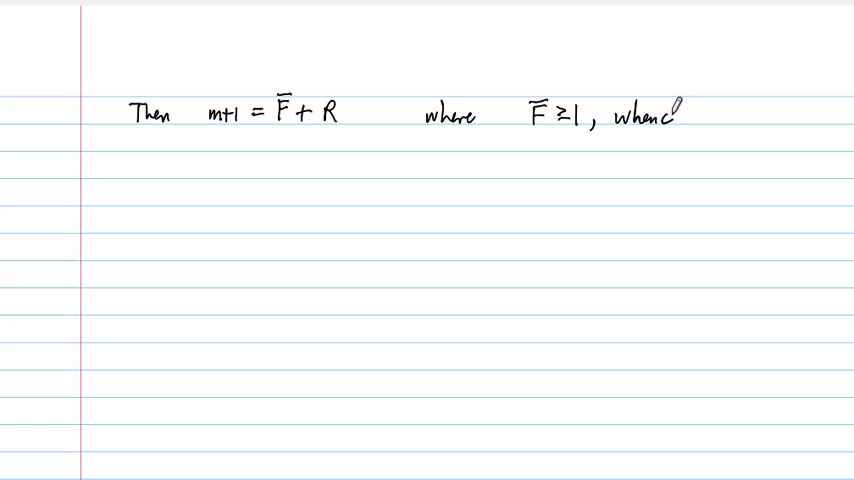 Then m+1 = F̅ + R where F̅ ≥ 1, whenc